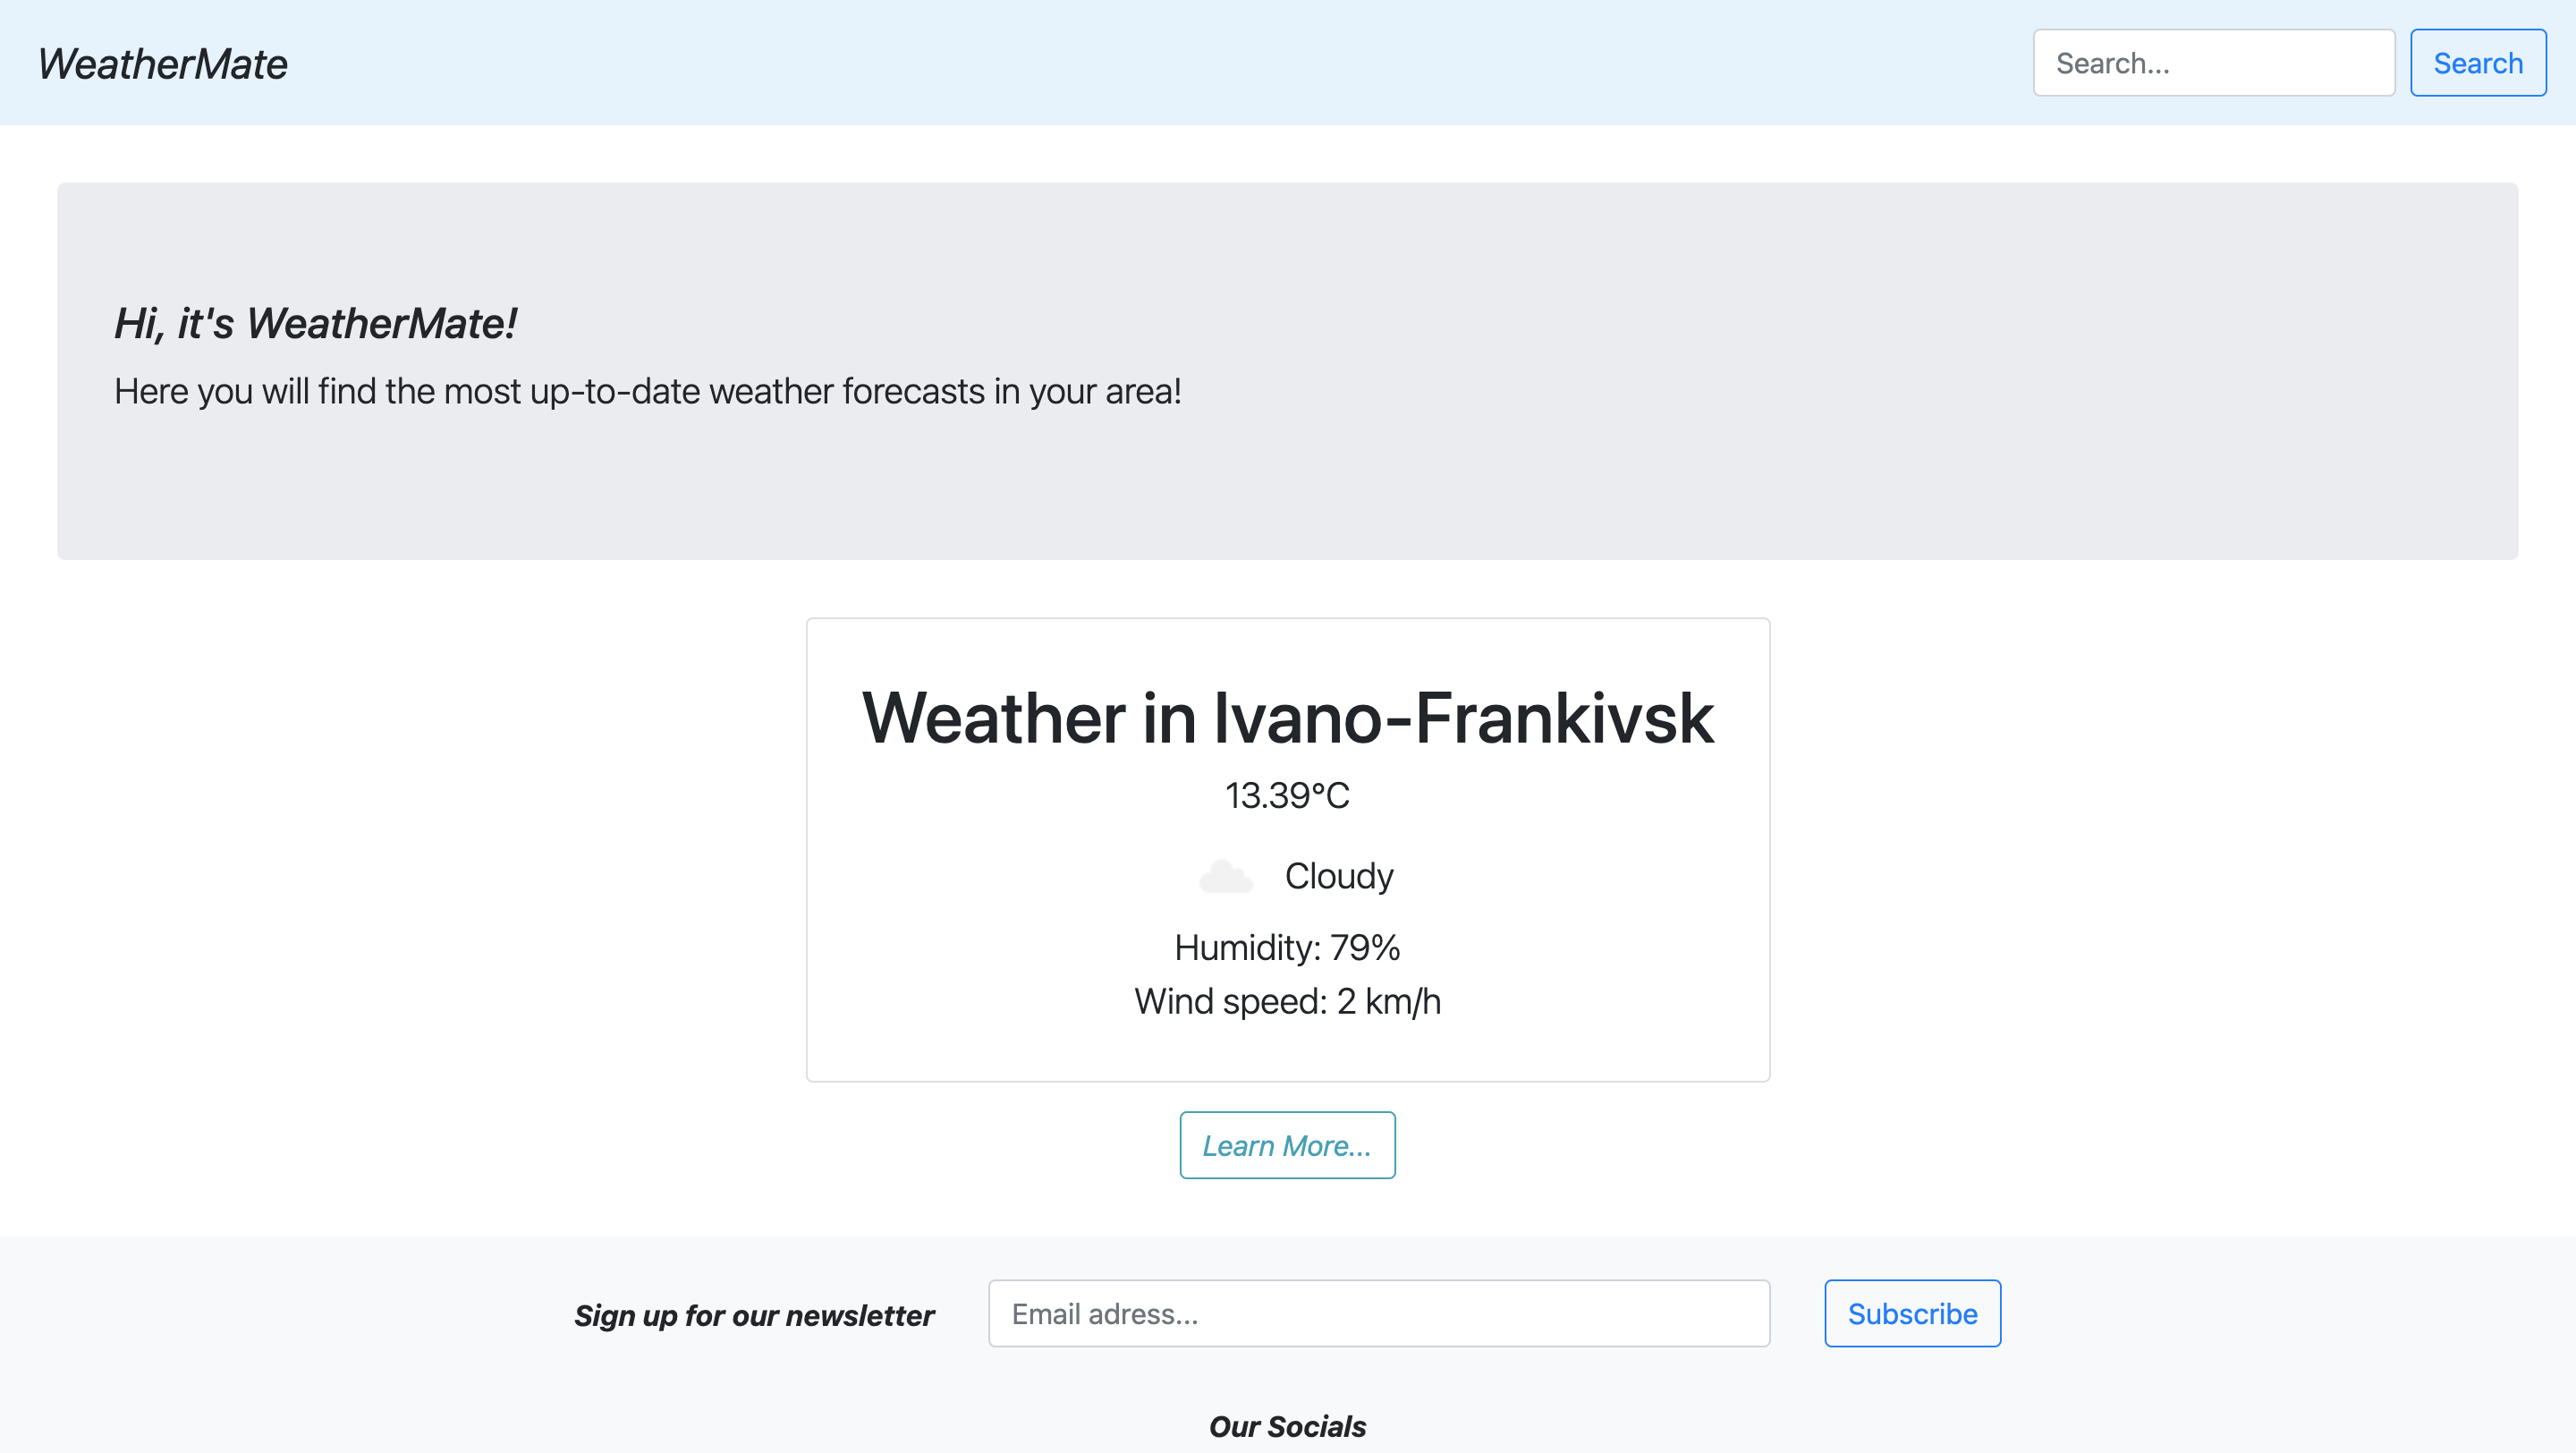 WeatherMate
Search...
Search
Hi, it's WeatherMate!
Here you will find the most up-to-date weather forecasts in your area!
Weather in Ivano-Frankivsk
13.39°C
Cloudy
Humidity: 79%
Wind speed: 2 km/h
Learn More...
Sign up for our newsletter
Email adress...
Subscribe
Our Socials